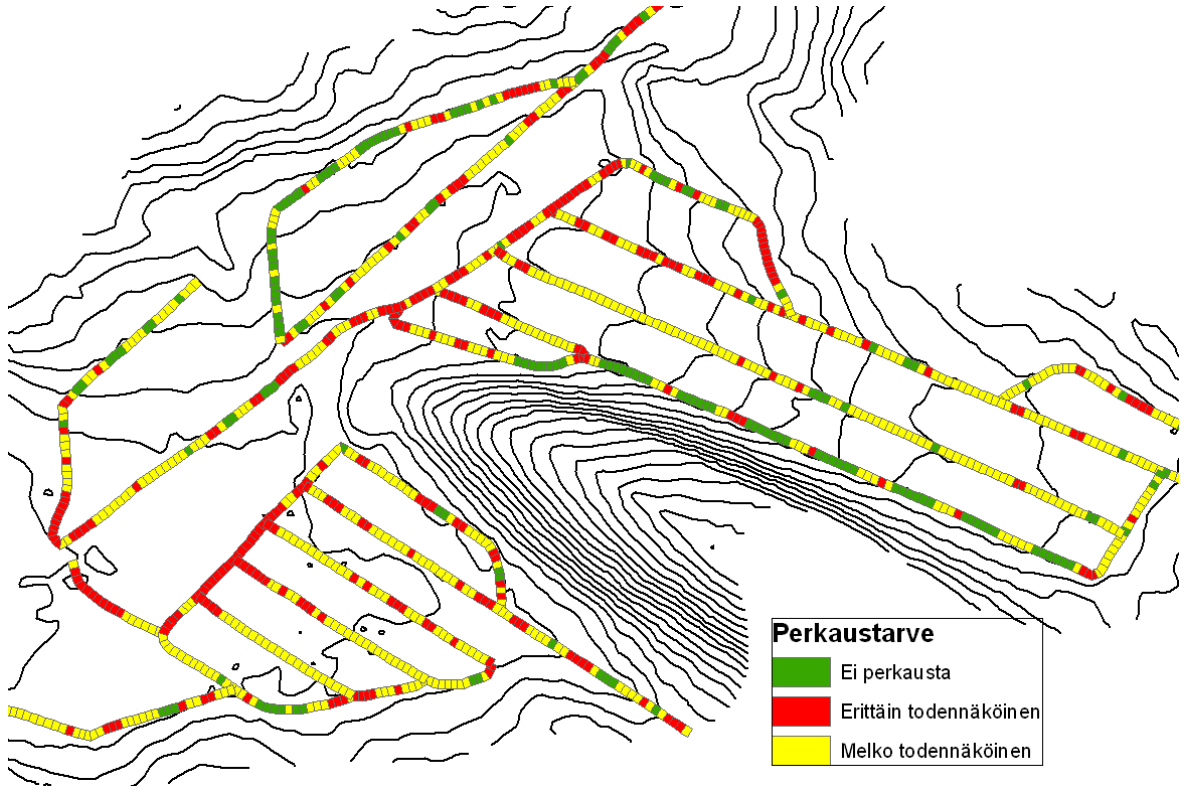 Perkaustarve
Ei perkausta
Erittäin todennäköinen
Melko todennäköinen